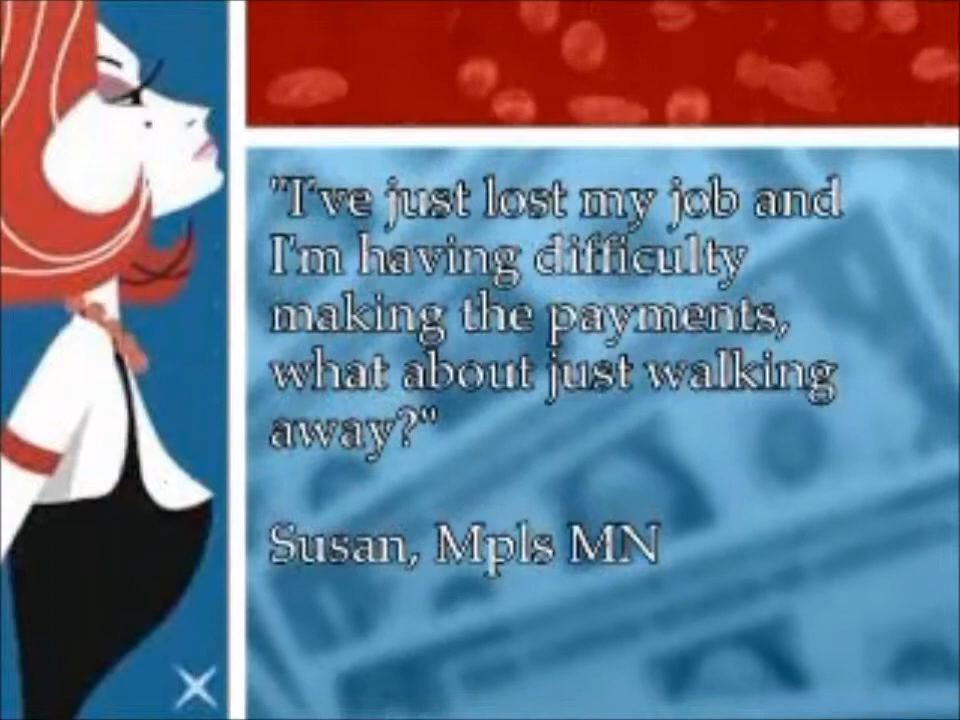 "I've just lost my job and
I'm having difficulty
making the payments,
what about just walking
away?"
Susan, Mpls MN